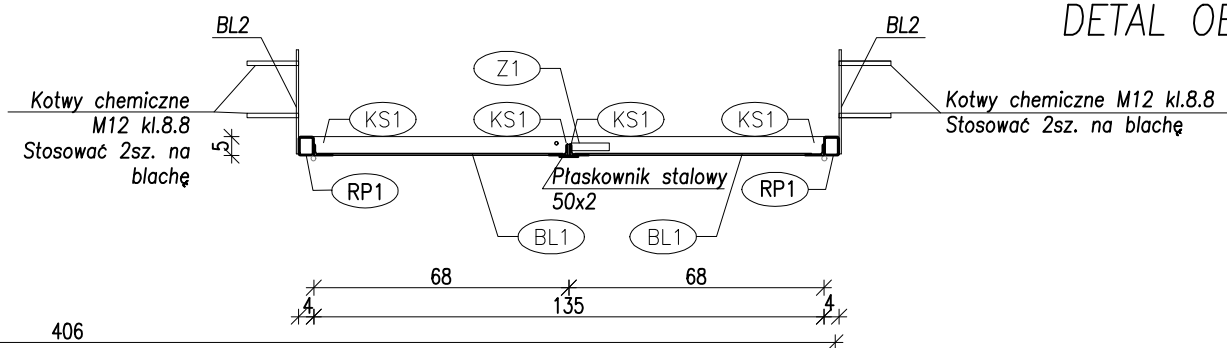 DETAL OB
BL2
BL2
Z1
Kotwy chemiczne
M12 kl.8.8
Stosować 2sz. na
blachę
KS1
KS1
KS1
KS1
Kotwy chemiczne M12 kl.8.8
Stosować 2sz. na blachę
5
RP1
Płaskownik stalowy
50x2
RP1
BL1
BL1
68
68
4
135
4
406